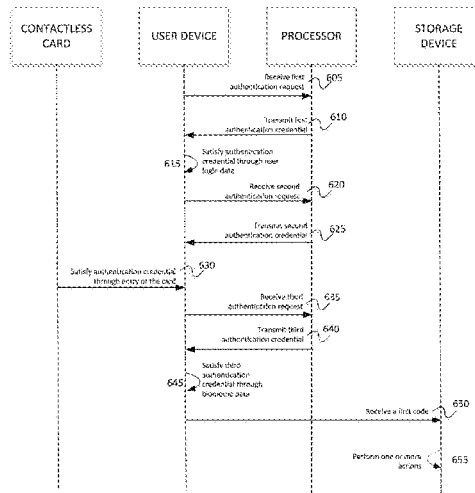 CONTACTLESS
CARD
USER DEVICE
PROCESSOR
STORAGE
DEVICE
Receive first
authentication request
605
Transmit first
authentication credential
610
Satisfy authentication
credential through user
login data
615
Receive second
authentication request
620
Transmit second
authentication credential
625
Satisfy authentication credential
through entry of the card
630
Receive third
authentication request
635
Transmit third
authentication credential
640
Satisfy third
authentication
credential through
biometric data
645
Receive a first code
650
Perform one or more
actions
655